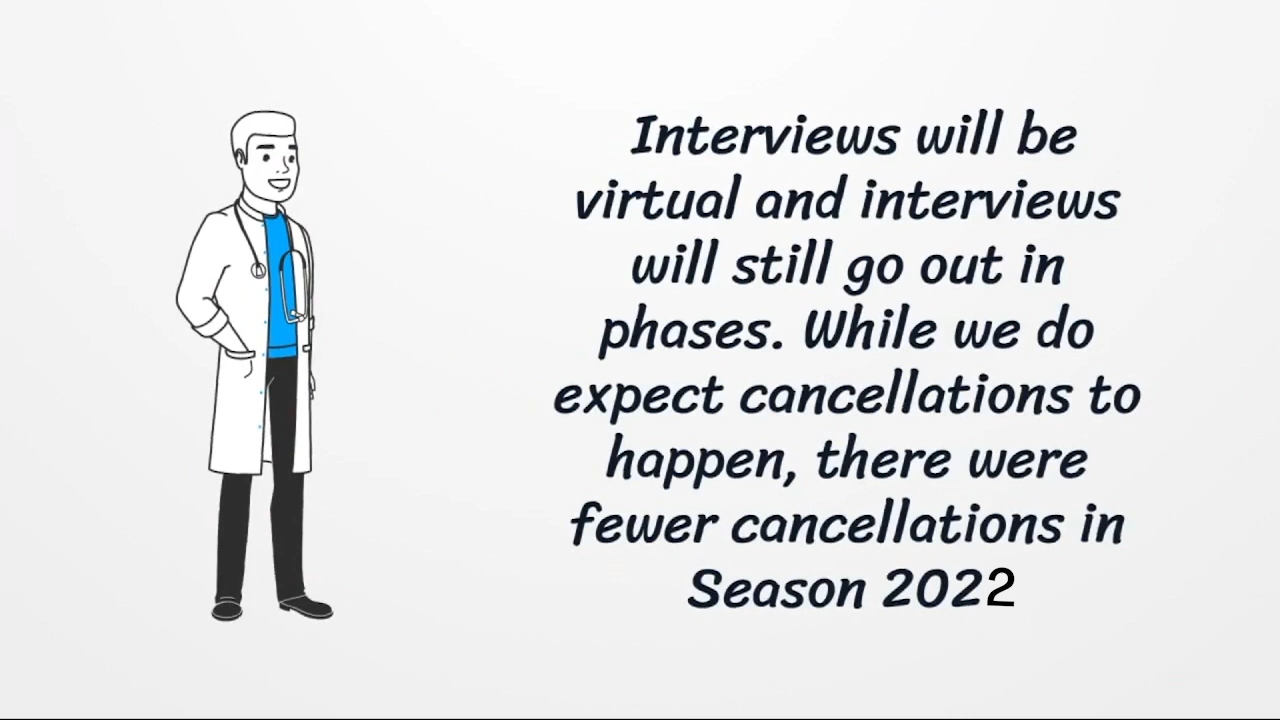 Interviews will be
virtual and interviews
will still go out in
phases. While we do
expect cancellations to
happen, there were
fewer cancellations in
Season 2022